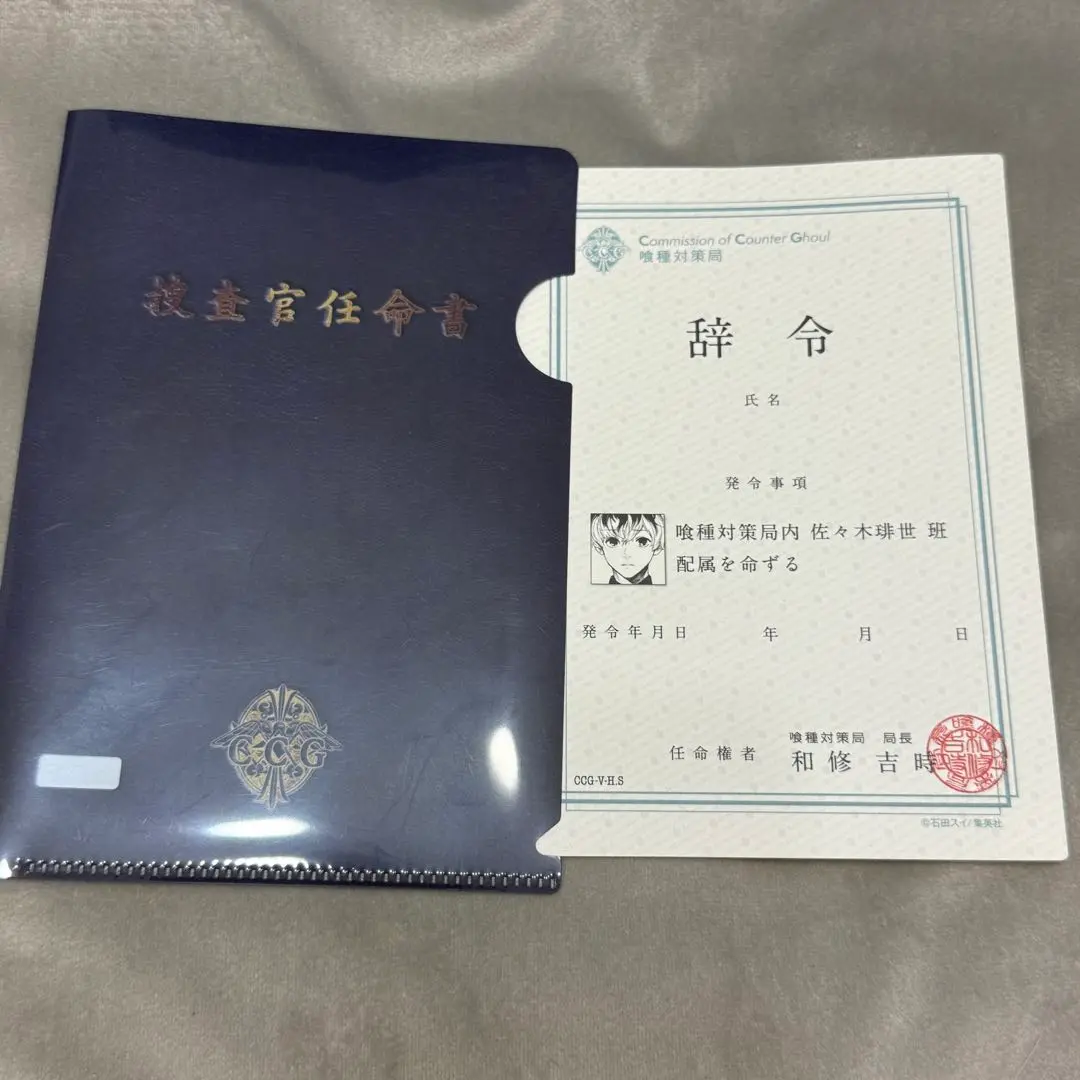 捜査官任命書
CCG
Commission of Counter Ghoul
喰種対策局
辞令
氏名
発令事項
喰種対策局内 佐々木琲世 班
配属を命ずる
発令年月日 年 月 日
喰種対策局 局長
任命権者 和修 吉時
CCG-V-H.S
©石田スイ/集英社